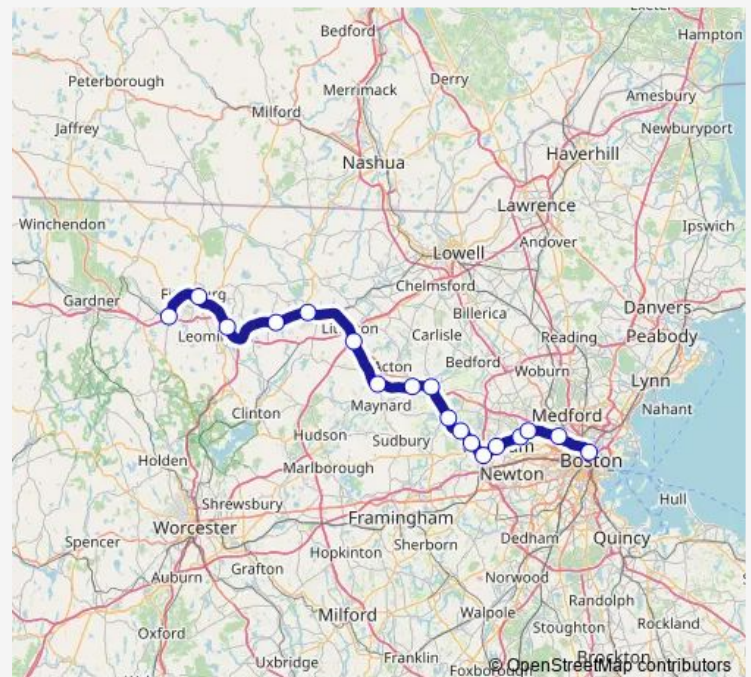 Bedford
Hampton
Peterborough
Derry
Merrimack
Amesbury
Milford
Newburyport
Jaffrey
Nashua
Haverhill
Lawrence
Winchendon
Ipswich
Andover
Lowell
Chelmsford
Gardner
Danvers
Billerica
Carlisle
Reading
Peabody
Acton
Bedford
Woburn
Lynn
Maynard
Nahant
Clinton
Medford
Hudson
Sudbury
Holden
Marlborough
Boston
Newton
Hull
Shrewsbury
Framingham
Worcester
Spencer
Sherborn
Dedham
Quincy
Hopkinton
Auburn
Grafton
Norwood
Randolph
Milford
Walpole
Rockland
Oxford
Stoughton
Uxbridge
Franklin
Foxborough
Brockton
© OpenStreetMap contributors